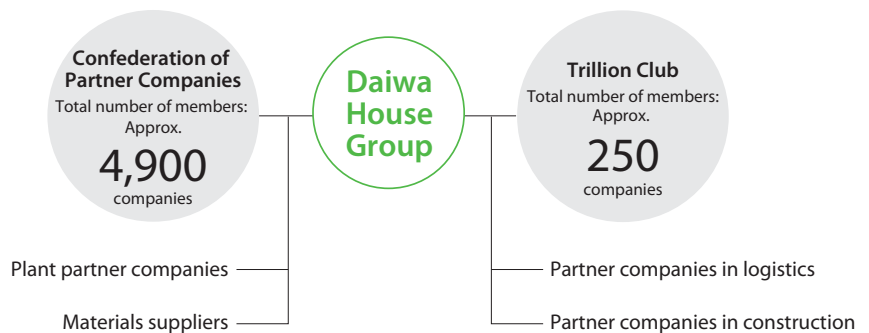 Confederation of
Partner Companies
Total number of members:
Approx.
4,900
companies
Daiwa
House
Group
Trillion Club
Total number of members:
Approx.
250
companies
Plant partner companies
Materials suppliers
Partner companies in logistics
Partner companies in construction